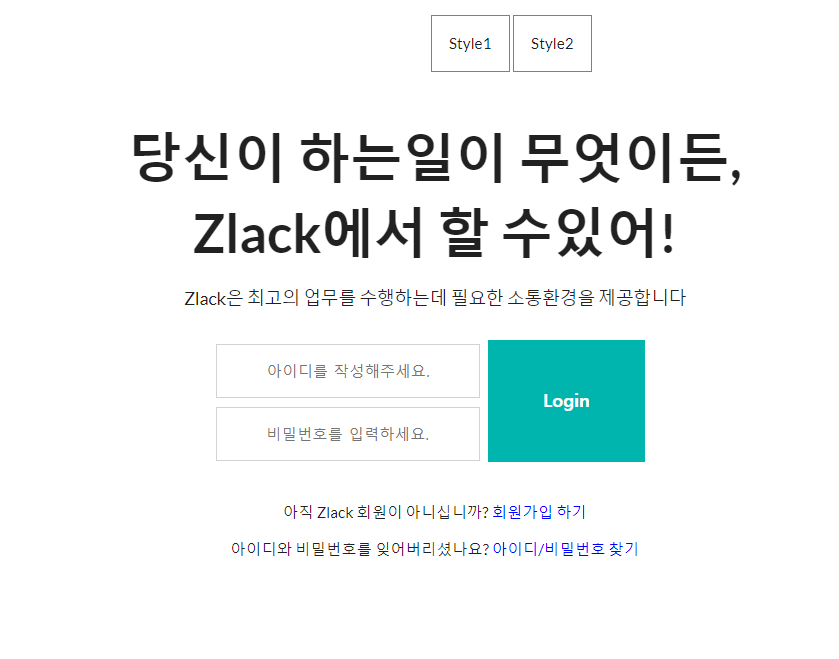 Style1 Style2
당신이 하는일이 무엇이든,
Zlack에서 할 수있어!
Zlack은 최고의 업무를 수행하는데 필요한 소통환경을 제공합니다
아이디를 작성해주세요.
Login
비밀번호를 입력하세요.
아직 Zlack 회원이 아니십니까? 회원가입 하기
아이디와 비밀번호를 잊어버리셨나요? 아이디/비밀번호 찾기